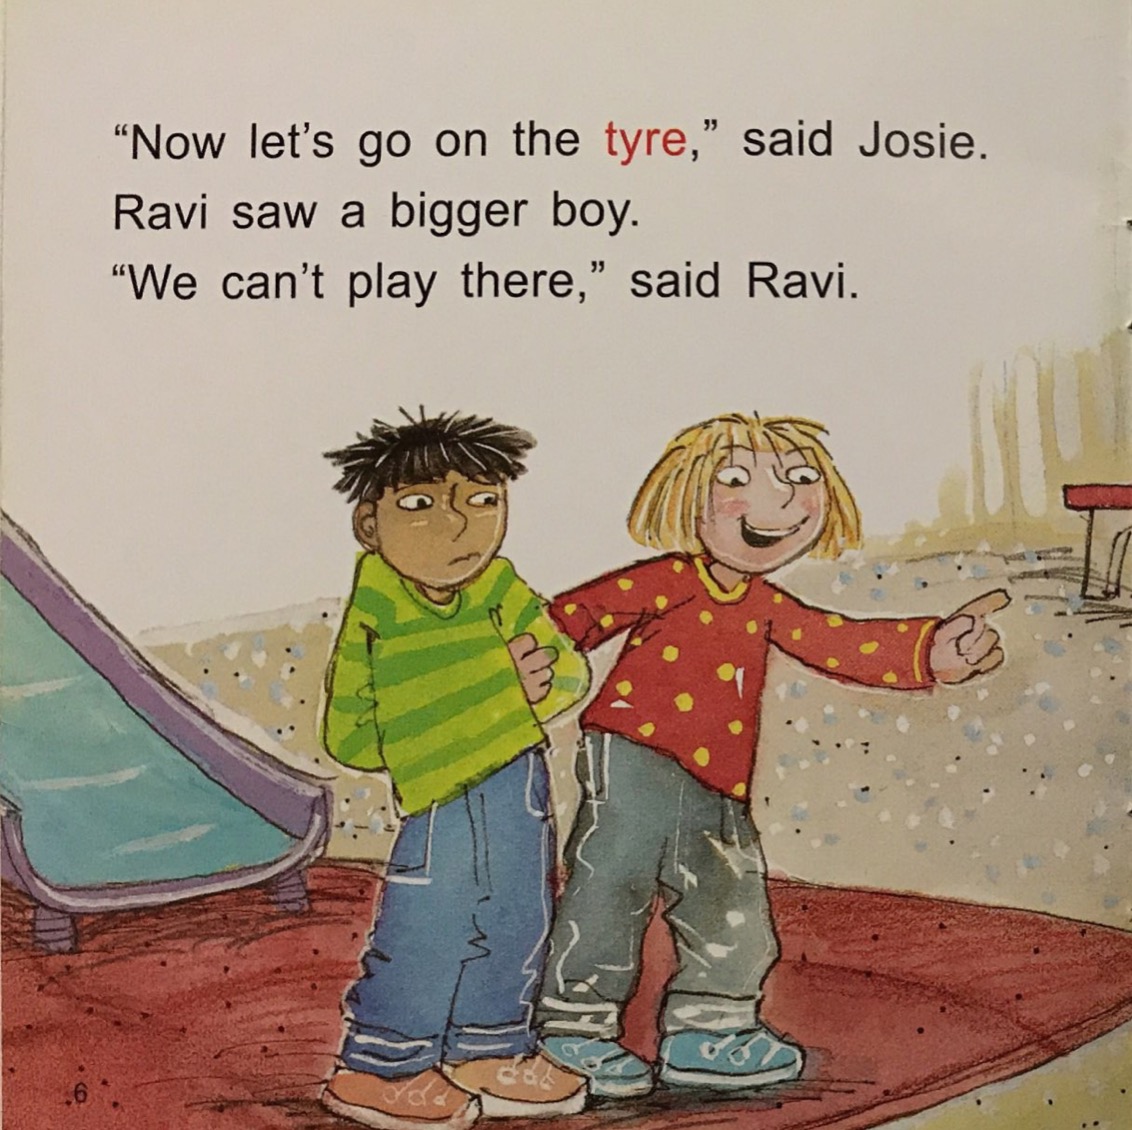 “Now let’s go on the tyre,” said Josie.
Ravi saw a bigger boy.
“We can’t play there,” said Ravi.
6